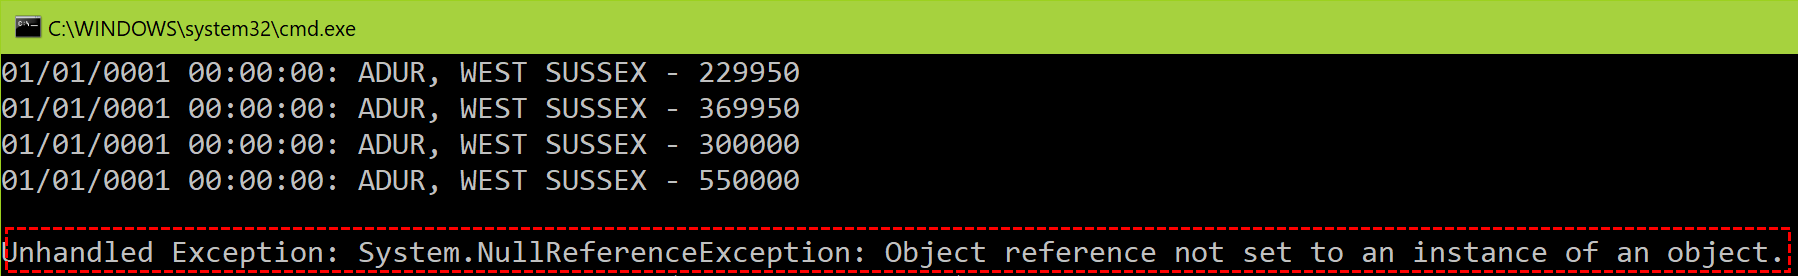 C:\WINDOWS\system32\cmd.exe
01/01/0001 00:00:00: ADUR, WEST SUSSEX - 229950
01/01/0001 00:00:00: ADUR, WEST SUSSEX - 369950
01/01/0001 00:00:00: ADUR, WEST SUSSEX - 300000
01/01/0001 00:00:00: ADUR, WEST SUSSEX - 550000
Unhandled Exception: System.NullReferenceException: Object reference not set to an instance of an object.